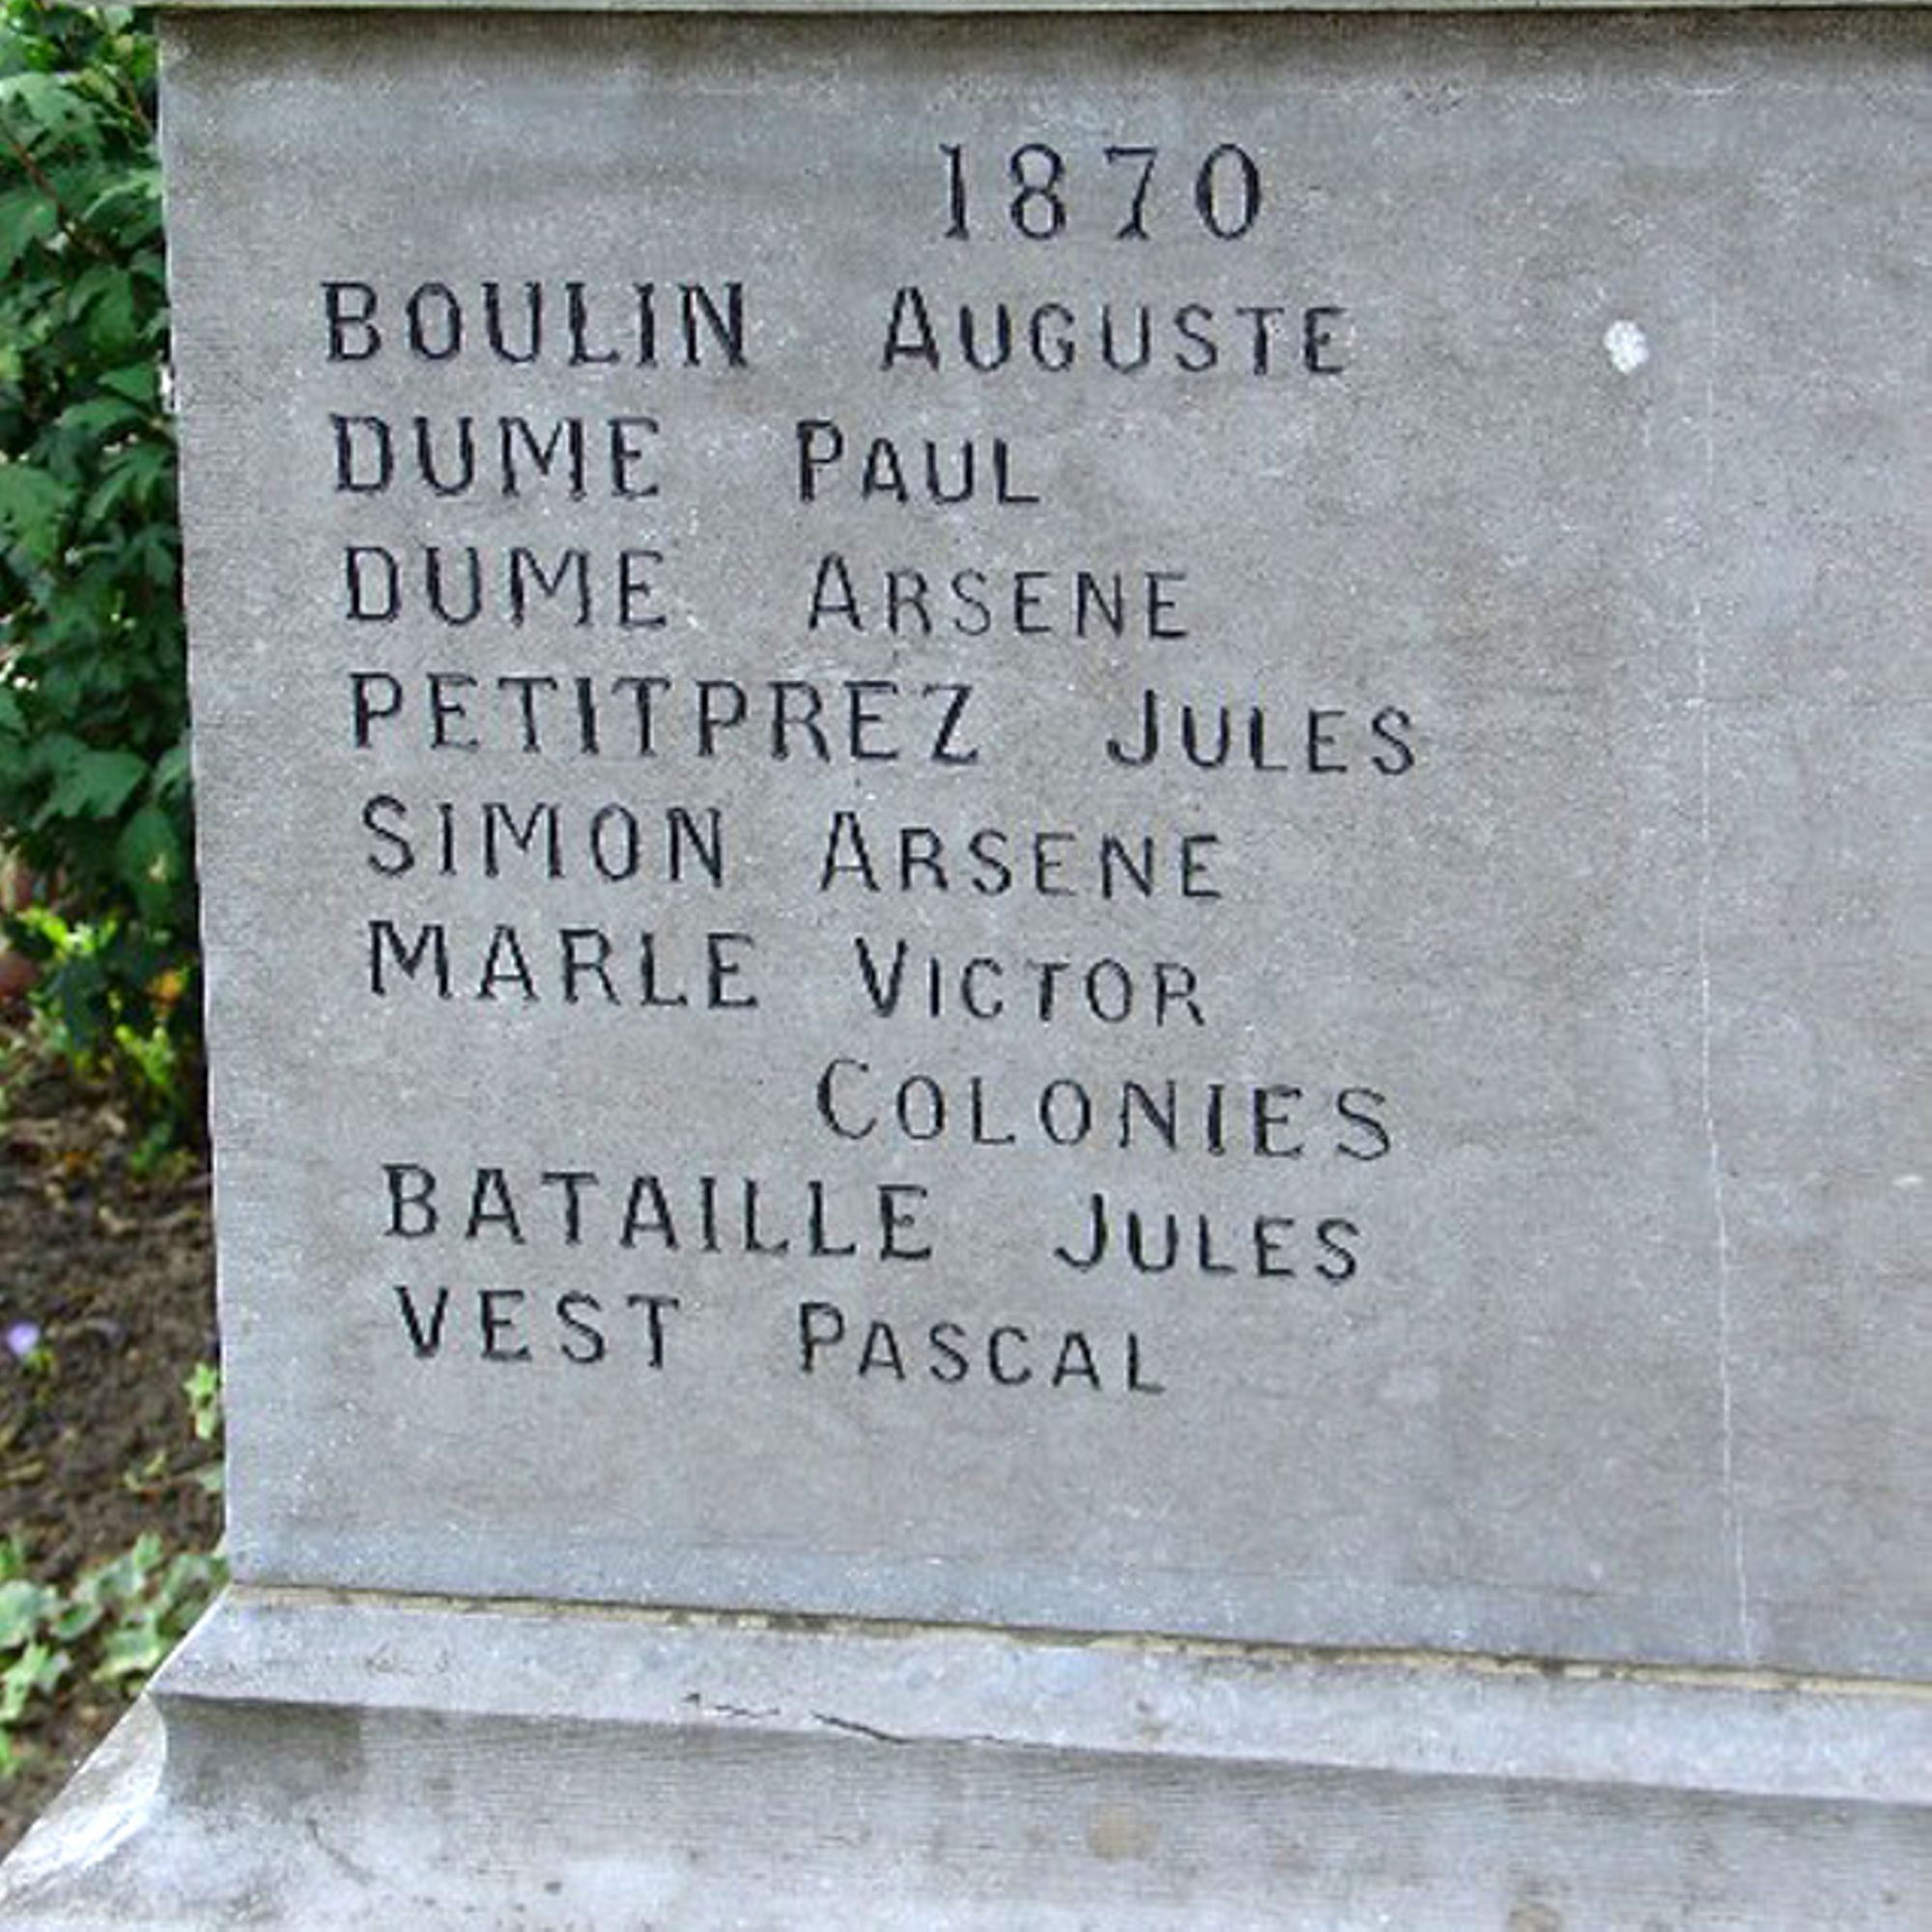 1870
BOULIN AUGUSTE
DUME PAUL
DUME ARSENE
PETITPREZ JULES
SIMON ARSENE
MARLE VICTOR
COLONIES
BATAILLE JULES
VEST PASCAL